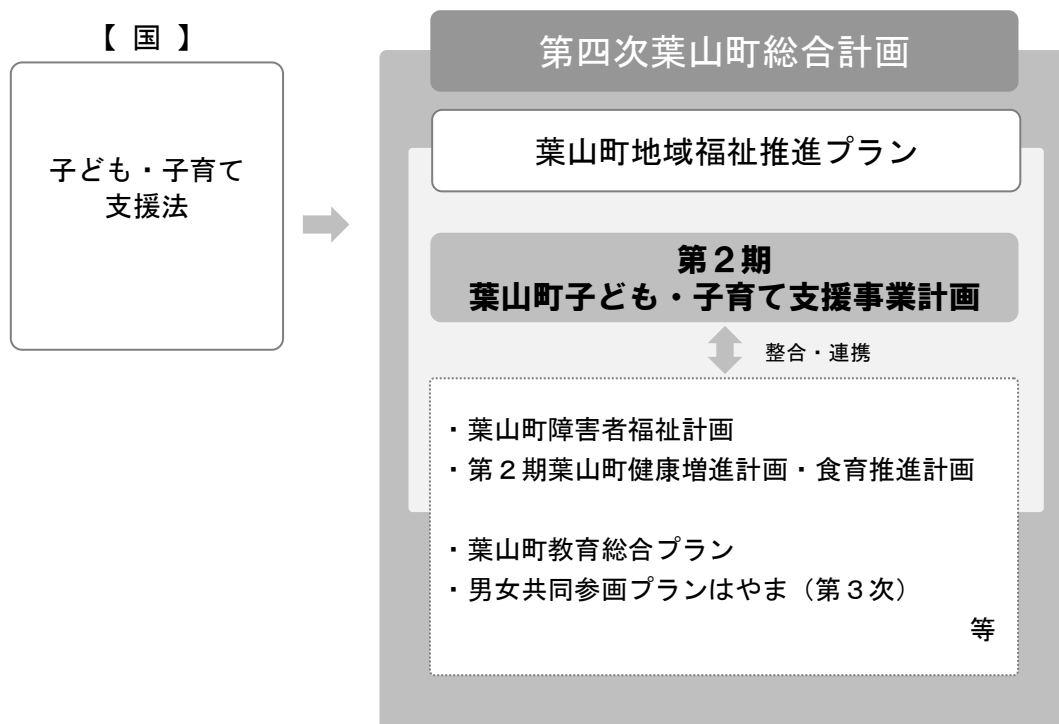 【 国 】
子ども・子育て
支援法
第四次葉山町総合計画
葉山町地域福祉推進プラン
第２期
葉山町子ども・子育て支援事業計画
整合・連携
・葉山町障害者福祉計画
・第２期葉山町健康増進計画・食育推進計画
・葉山町教育総合プラン
・男女共同参画プランはやま（第３次）
等